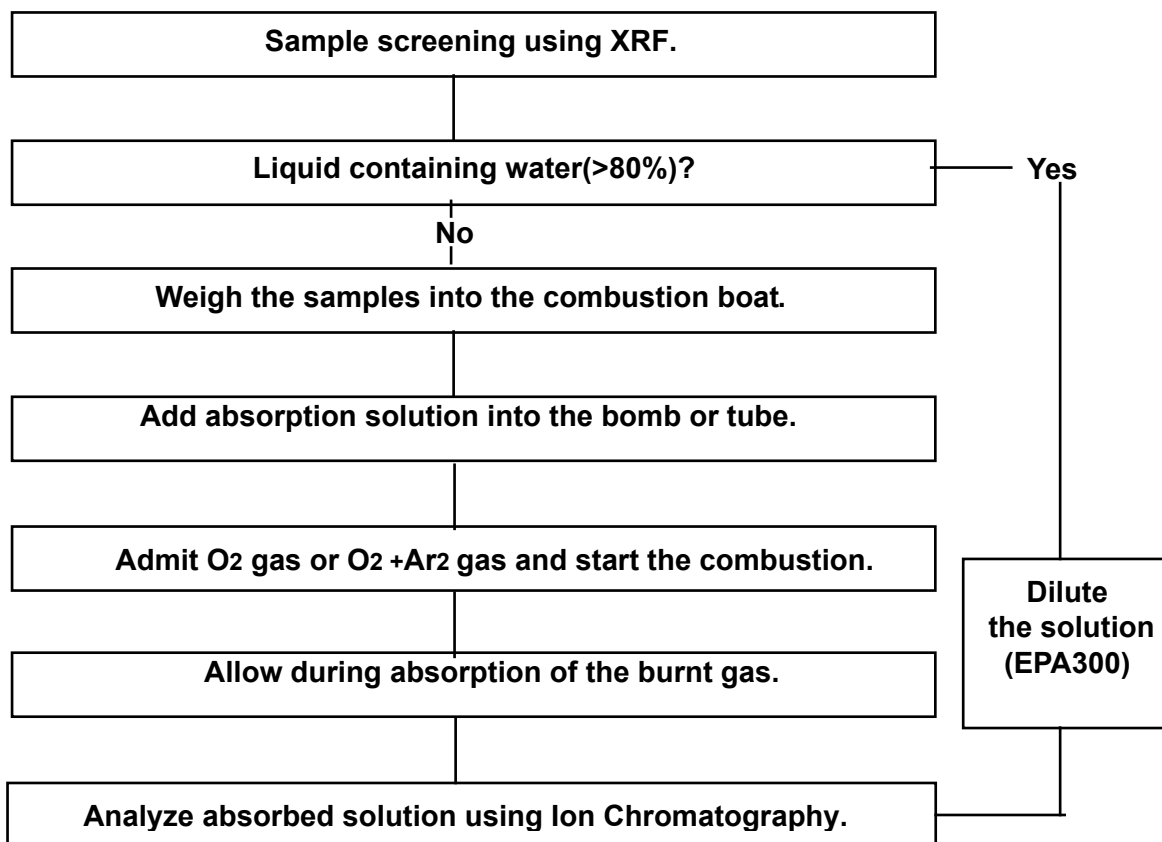 Sample screening using XRF.
Liquid containing water(>80%)?
Yes
No
Weigh the samples into the combustion boat.
Add absorption solution into the bomb or tube.
Admit O2 gas or O2 +Ar2 gas and start the combustion.
Dilute
the solution
(EPA300)
Allow during absorption of the burnt gas.
Analyze absorbed solution using Ion Chromatography.